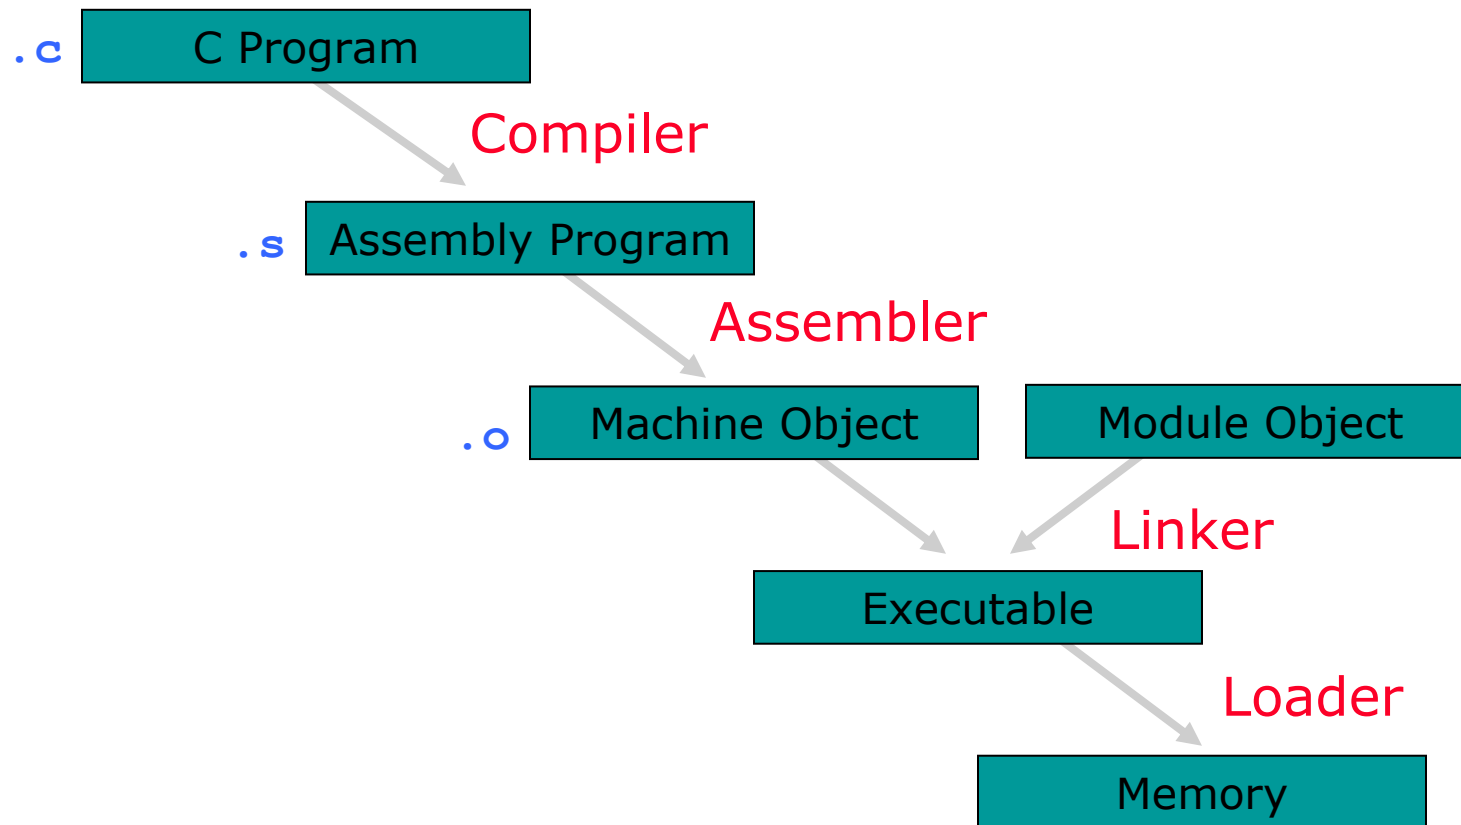 .c C Program
Compiler
.s Assembly Program
Assembler
.o Machine Object Module Object
Linker
Executable
Loader
Memory